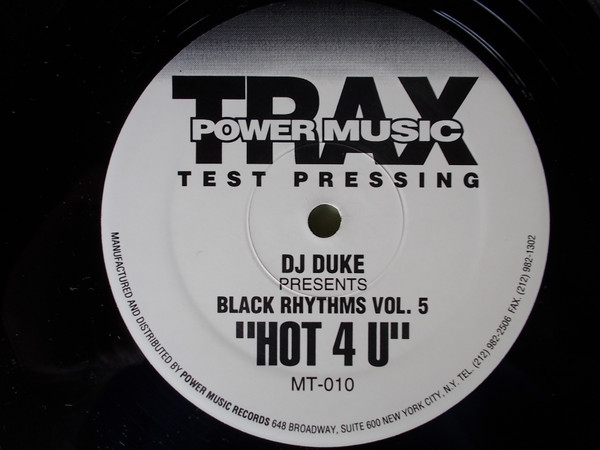 TRAX
POWER MUSIC
TEST PRESSING
DJ DUKE
PRESENTS
BLACK RHYTHMS VOL. 5
"HOT 4 U"
MT-010
MANUFACTURED AND DISTRIBUTED BY POWER MUSIC RECORDS 648 BROADWAY, SUITE 600 NEW YORK CITY, N.Y. TEL. (212) 982-2506 FAX. (212) 982-1302